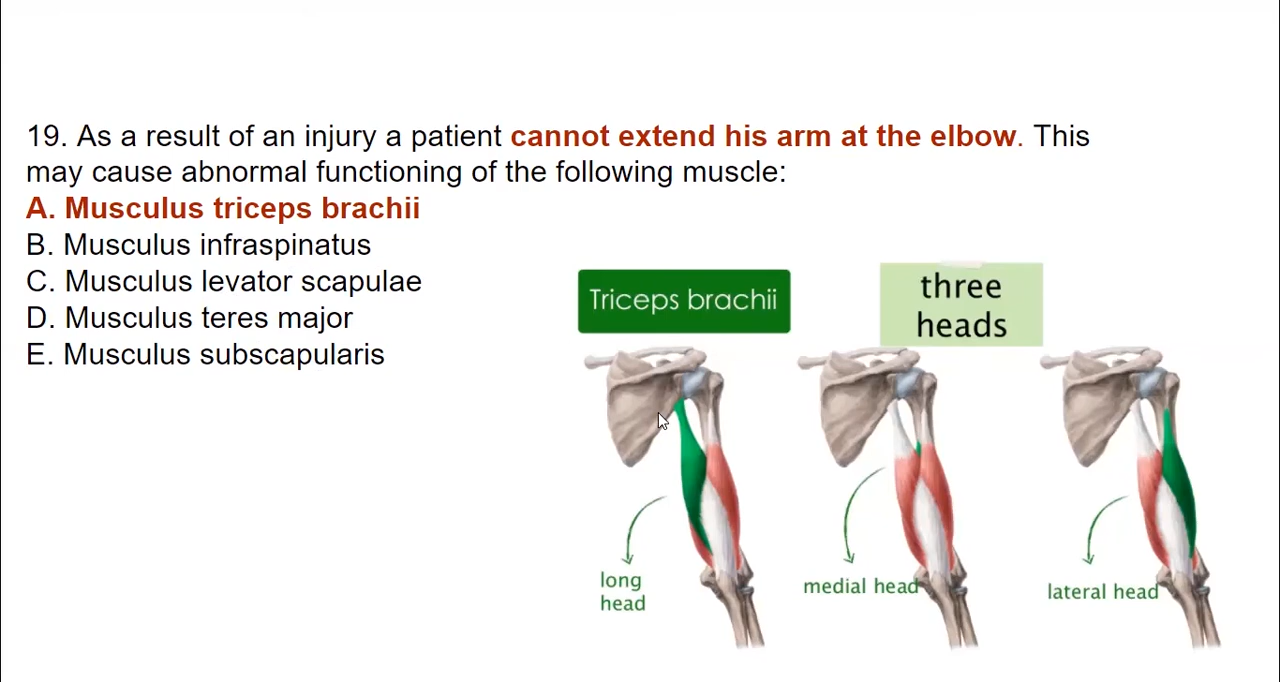 19. As a result of an injury a patient cannot extend his arm at the elbow. This
may cause abnormal functioning of the following muscle:
A. Musculus triceps brachii
B. Musculus infraspinatus
C. Musculus levator scapulae
D. Musculus teres major
E. Musculus subscapularis
Triceps brachii
three
heads
long
head
medial head
lateral head